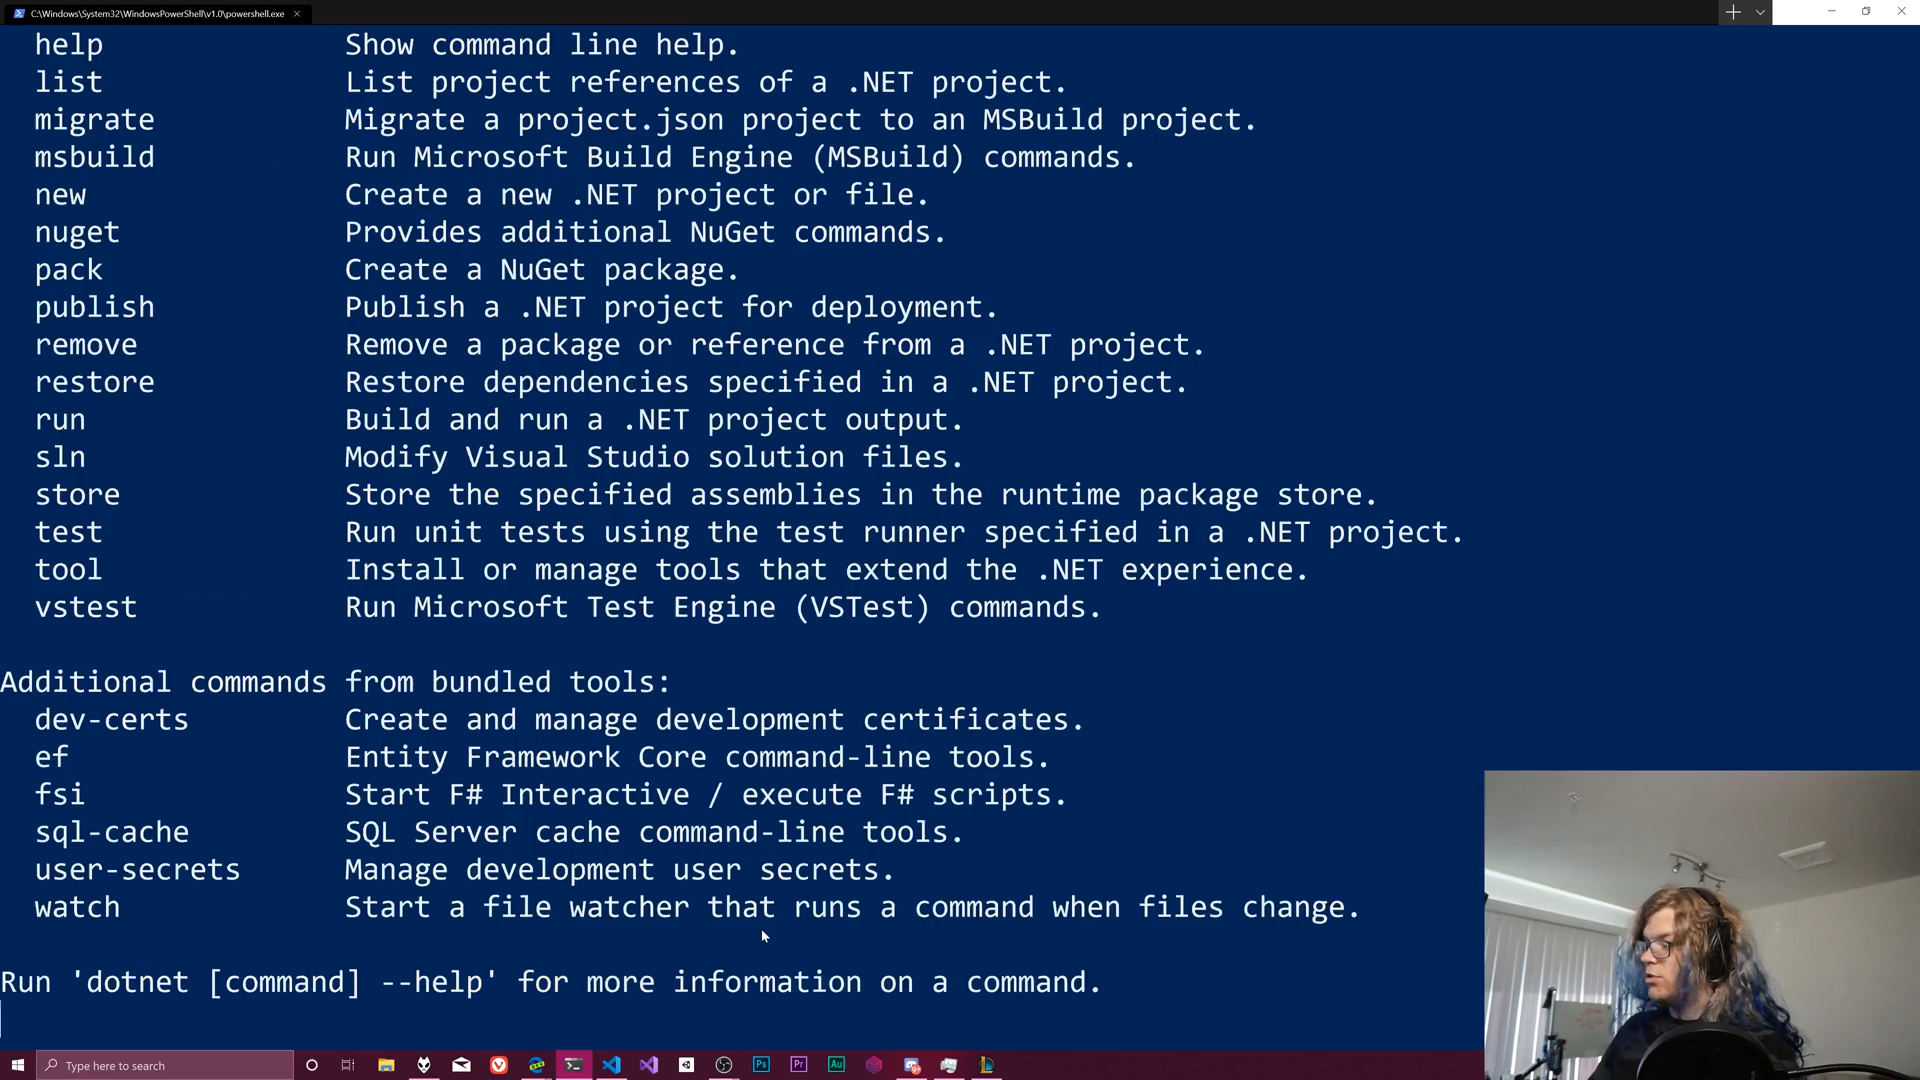 C:\Windows\System32\WindowsPowerShell\v1.0\powershell.exe
help Show command line help.
list List project references of a .NET project.
migrate Migrate a project.json project to an MSBuild project.
msbuild Run Microsoft Build Engine (MSBuild) commands.
new Create a new .NET project or file.
nuget Provides additional NuGet commands.
pack Create a NuGet package.
publish Publish a .NET project for deployment.
remove Remove a package or reference from a .NET project.
restore Restore dependencies specified in a .NET project.
run Build and run a .NET project output.
sln Modify Visual Studio solution files.
store Store the specified assemblies in the runtime package store.
test Run unit tests using the test runner specified in a .NET project.
tool Install or manage tools that extend the .NET experience.
vstest Run Microsoft Test Engine (VSTest) commands.
Additional commands from bundled tools:
dev-certs Create and manage development certificates.
ef Entity Framework Core command-line tools.
fsi Start F# Interactive / execute F# scripts.
sql-cache SQL Server cache command-line tools.
user-secrets Manage development user secrets.
watch Start a file watcher that runs a command when files change.
Run 'dotnet [command] --help' for more information on a command.
Type here to search
Ps
Pr
Au